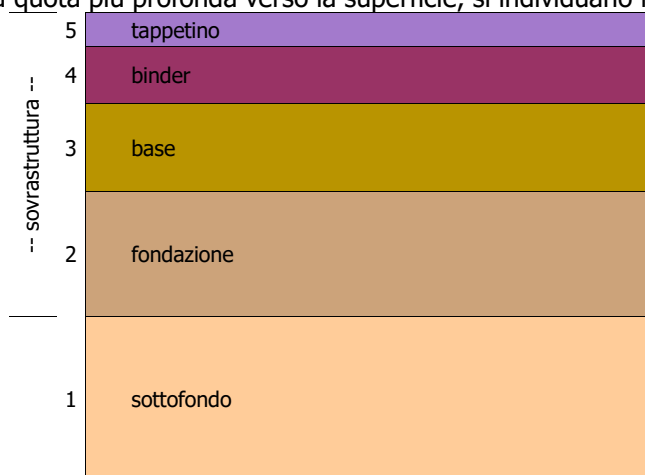 quota più profonda verso la superficie, si individuano
5 tappetino
4 binder
-- sovrastruttura --
3 base
2 fondazione
1 sottofondo